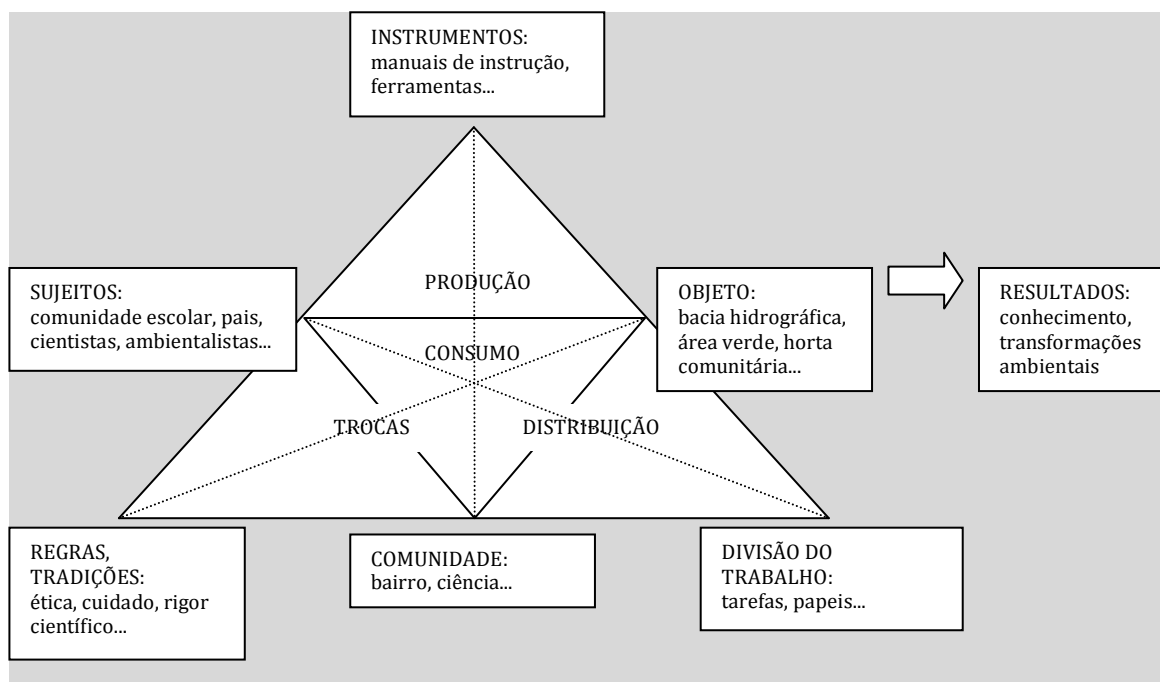 INSTRUMENTOS:
manuais de instrução,
ferramentas...
PRODUÇÃO
SUJEITOS:
comunidade escolar, pais,
cientistas, ambientalistas...
OBJETO:
bacia hidrográfica,
área verde, horta
comunitária...
RESULTADOS:
conhecimento,
transformações
ambientais
CONSUMO
TROCAS
DISTRIBUIÇÃO
REGRAS,
TRADIÇÕES:
ética, cuidado, rigor
científico...
COMUNIDADE:
bairro, ciência...
DIVISÃO DO
TRABALHO:
tarefas, papeis...